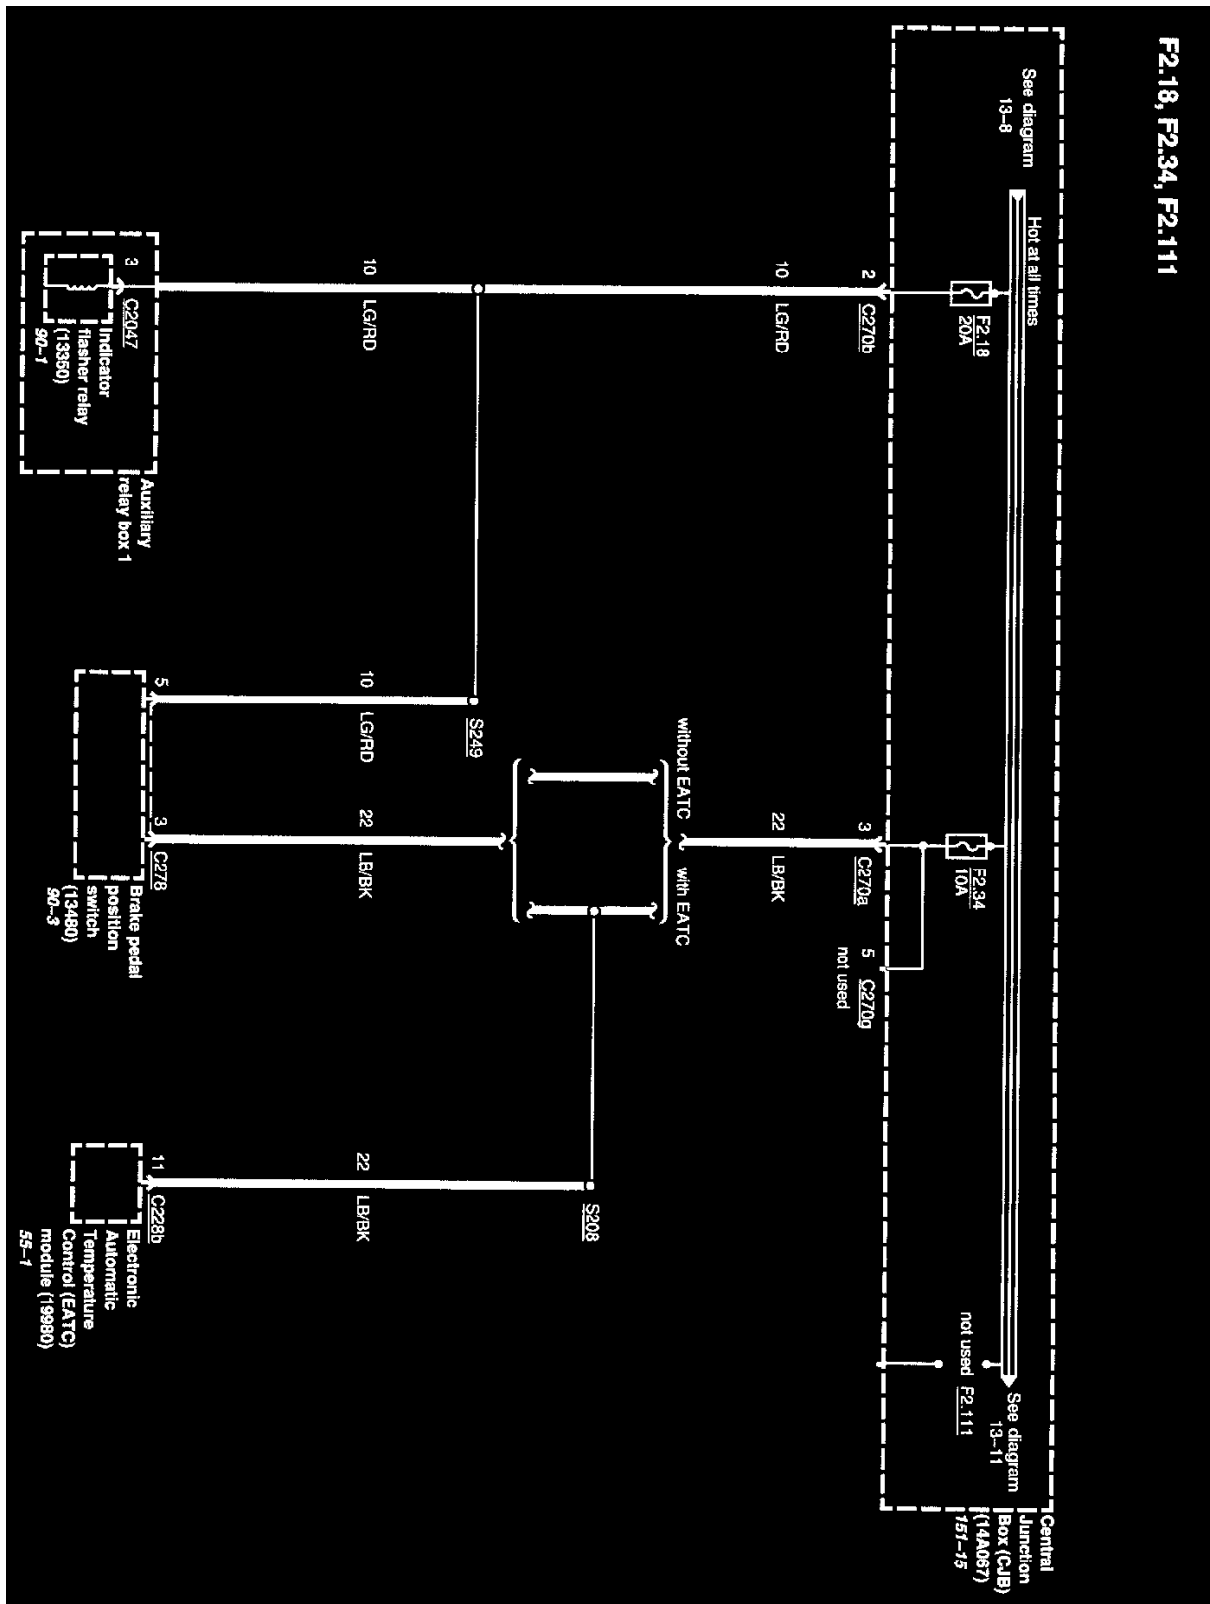 F2.18, F2.34, F2.111
See diagram
13–8
Hot at all times
F2.18
20A
F2.34
10A
not used
F2.111
See diagram
13–11
Central
Junction
Box (CJB)
(14A067)
151–15
2
C270b
3
C270a
5
C270g
not used
10
LG/RD
22
LB/BK
without EATC
with EATC
S249
S208
10
LG/RD
10
LG/RD
22
LB/BK
22
LB/BK
3
C2047
Indicator
flasher relay
(13350)
90–1
Auxiliary
relay box 1
5
3
C278
Brake pedal
position
switch
(13480)
90–3
11
C228b
Electronic
Automatic
Temperature
Control (EATC)
module (19980)
55–1